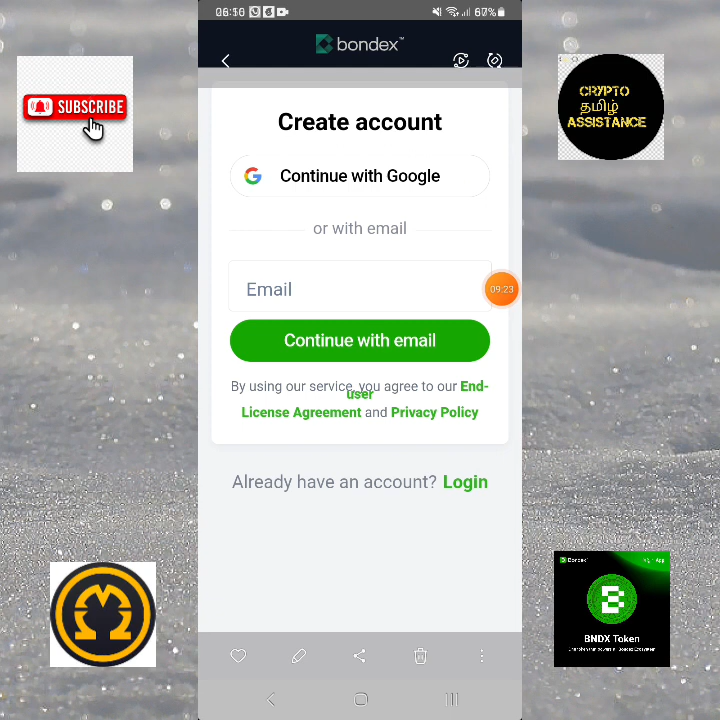 06:16
67%
bondex™
SUBSCRIBE
CRYPTO
தமிழ்
ASSISTANCE
Create account
Continue with Google
or with email
Email
09:23
Continue with email
By using our service, you agree to our End-
user
License Agreement and Privacy Policy
Already have an account? Login
Bondex
BNDX Token